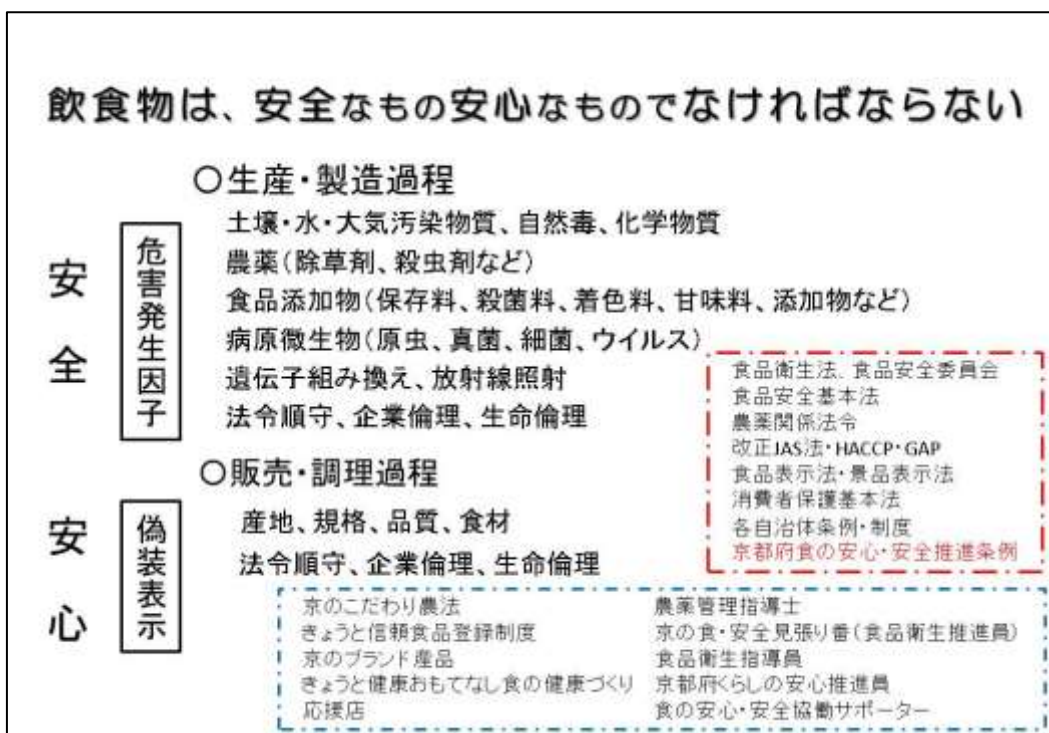 飲食物は、安全なもの安心なものでなければならない
安全
危害発生因子
〇生産・製造過程
土壌・水・大気汚染物質、自然毒、化学物質
農薬(除草剤、殺虫剤など)
食品添加物(保存料、殺菌料、着色料、甘味料、添加物など)
病原微生物(原虫、真菌、細菌、ウイルス)
遺伝子組み換え、放射線照射
法令順守、企業倫理、生命倫理
食品衛生法、食品安全委員会
食品安全基本法
農薬関係法令
改正JAS法・HACCP・GAP
食品表示法・景品表示法
消費者保護基本法
各自治体条例・制度
京都府食の安心・安全推進条例
安心
偽装表示
〇販売・調理過程
産地、規格、品質、食材
法令順守、企業倫理、生命倫理
京のこだわり農法
きょうと信頼食品登録制度
京のブランド産品
きょうと健康おもてなし食の健康づくり
応援店
農薬管理指導士
京の食・安全見張り番(食品衛生推進員)
食品衛生指導員
京都府くらしの安心推進員
食の安心・安全協働サポーター